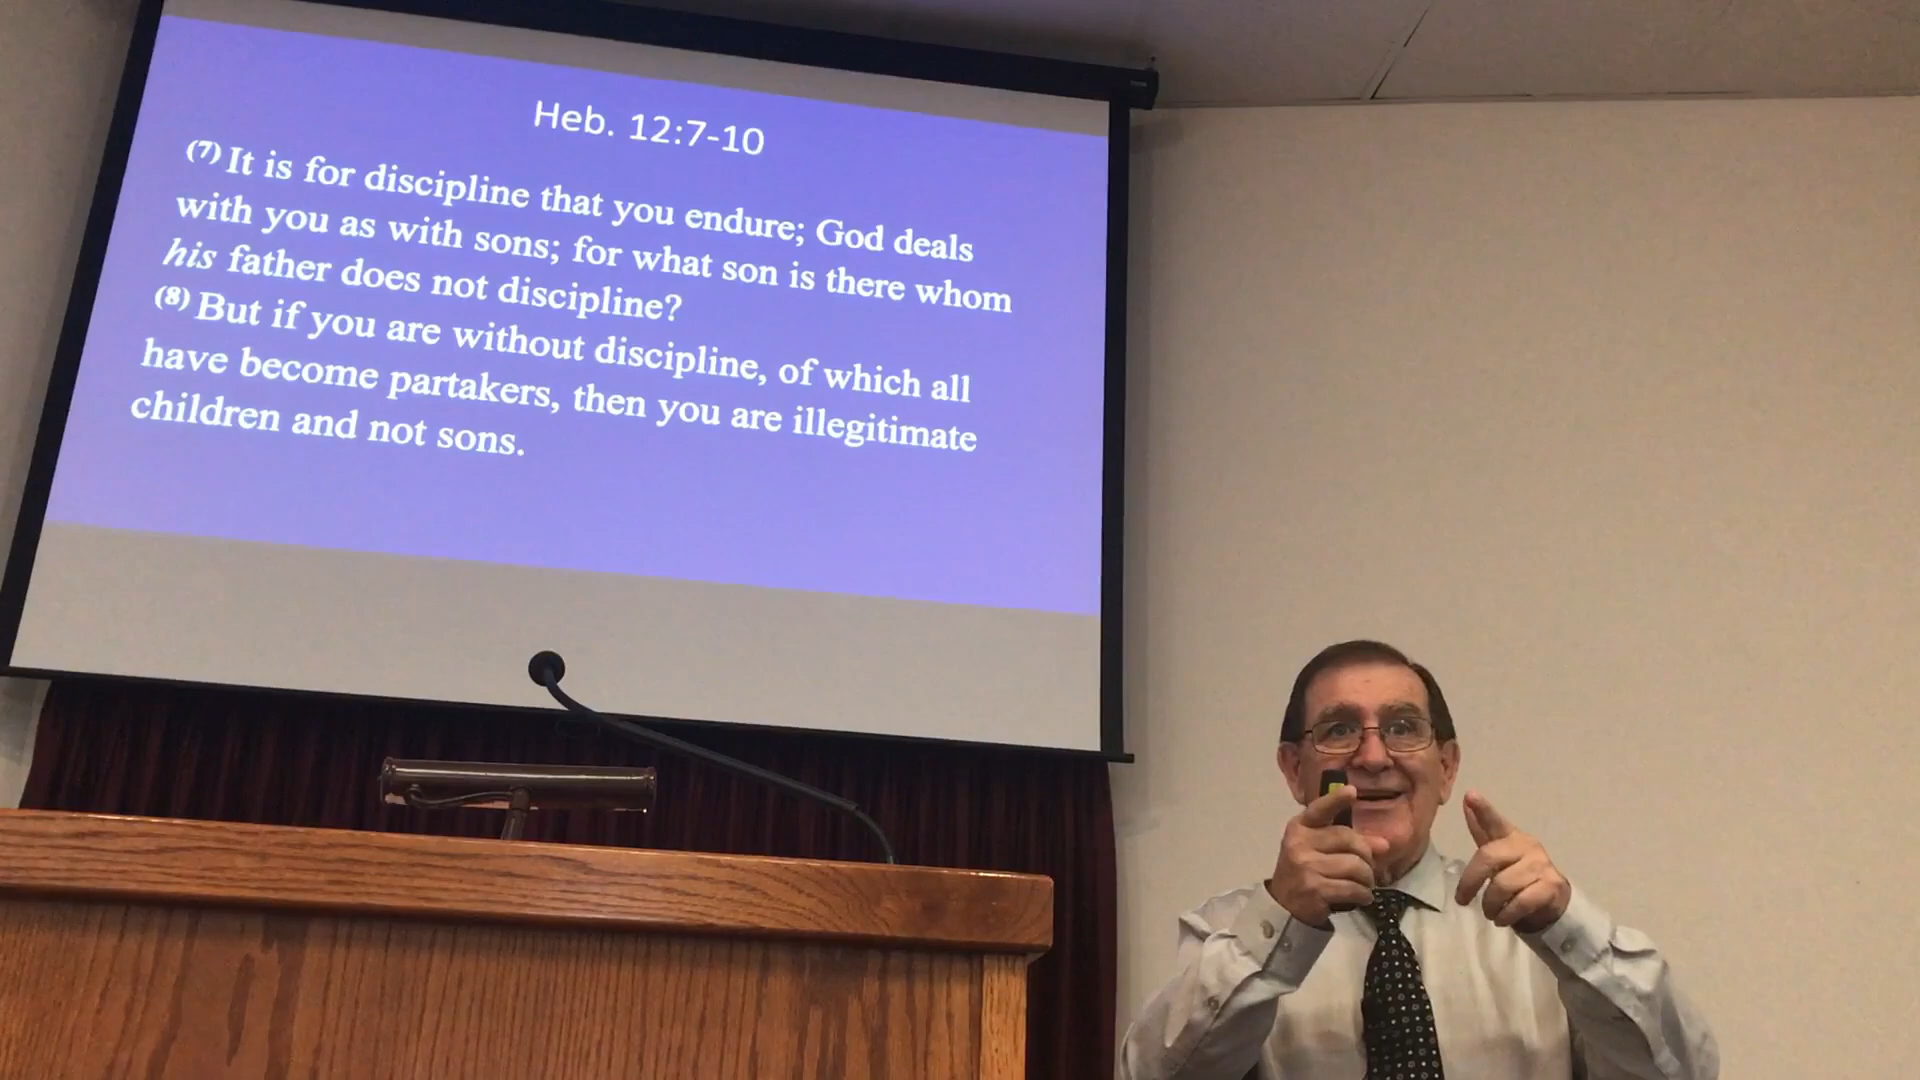 Heb. 12:7-10
(7) It is for discipline that you endure; God deals
with you as with sons; for what son is there whom
his father does not discipline?
(8) But if you are without discipline, of which all
have become partakers, then you are illegitimate
children and not sons.